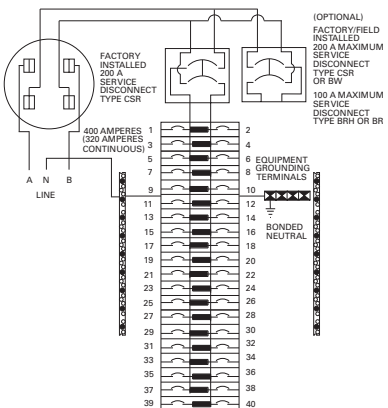 (OPTIONAL)
FACTORY/FIELD
INSTALLED
200 A MAXIMUM
SERVICE
DISCONNECT
TYPE CSR
OR BW
100 A MAXIMUM
SERVICE
DISCONNECT
TYPE BRH OR BR
FACTORY
INSTALLED
200 A
SERVICE
DISCONNECT
TYPE CSR
400 AMPERES
(320 AMPERES
CONTINUOUS)
A N B
LINE
EQUIPMENT
GROUNDING
TERMINALS
BONDED
NEUTRAL
1 2
3 4
5 6
7 8
9 10
11 12
13 14
15 16
17 18
19 20
21 22
23 24
25 26
27 28
29 30
31 32
33 34
35 36
37 38
39 40